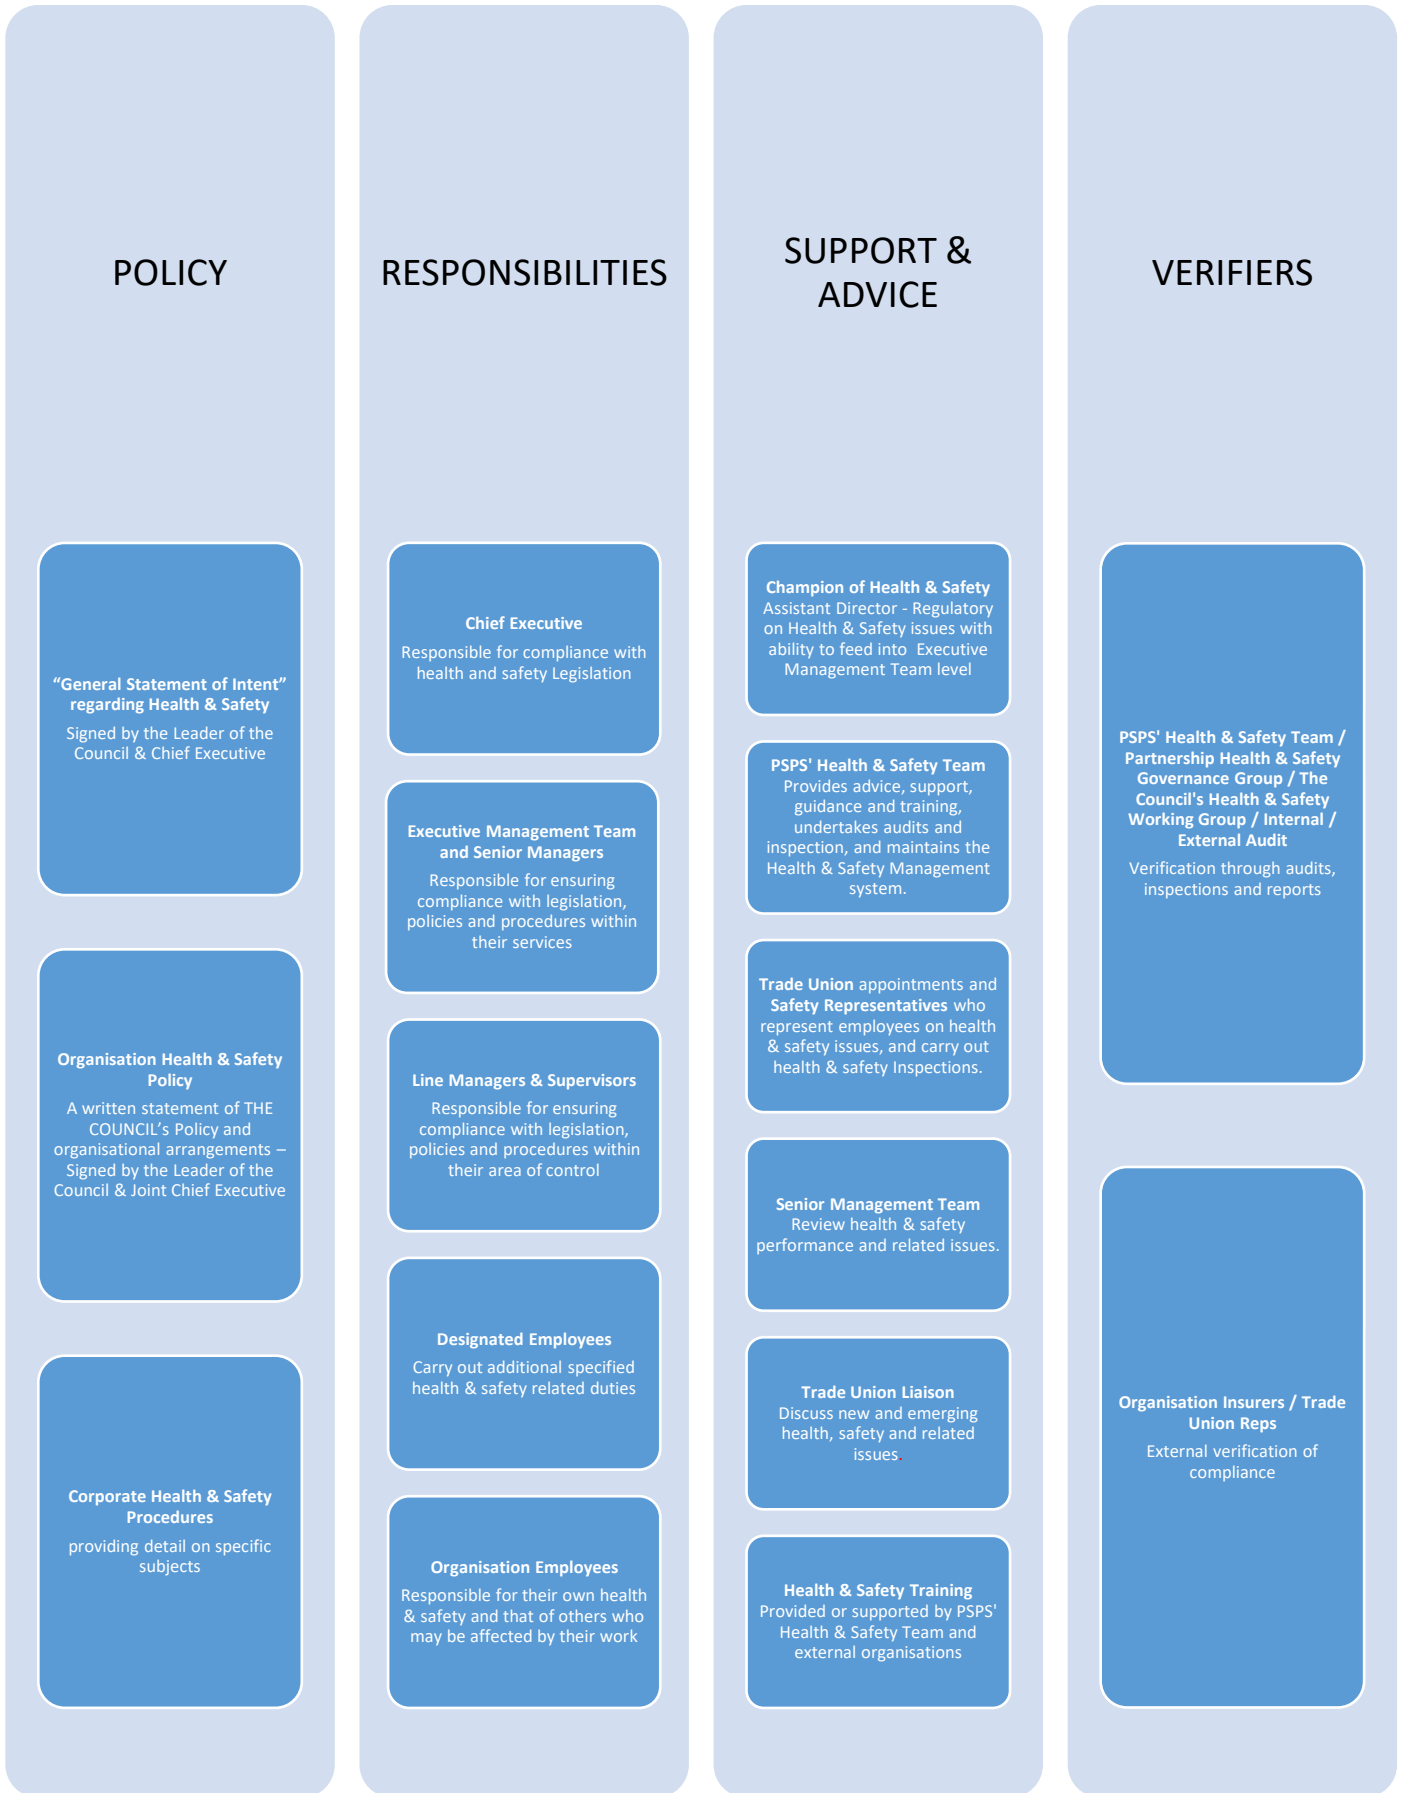 POLICY
“General Statement of Intent”
regarding Health & Safety
Signed by the Leader of the
Council & Chief Executive
Organisation Health & Safety
Policy
A written statement of THE
COUNCIL’s Policy and
organisational arrangements –
Signed by the Leader of the
Council & Joint Chief Executive
Corporate Health & Safety
Procedures
providing detail on specific
subjects
RESPONSIBILITIES
Chief Executive
Responsible for compliance with
health and safety Legislation
Executive Management Team
and Senior Managers
Responsible for ensuring
compliance with legislation,
policies and procedures within
their services
Line Managers & Supervisors
Responsible for ensuring
compliance with legislation,
policies and procedures within
their area of control
Designated Employees
Carry out additional specified
health & safety related duties
Organisation Employees
Responsible for their own health
& safety and that of others who
may be affected by their work
SUPPORT &
ADVICE
Champion of Health & Safety
Assistant Director - Regulatory
on Health & Safety issues with
ability to feed into Executive
Management Team level
PSPS' Health & Safety Team
Provides advice, support,
guidance and training,
undertakes audits and
inspection, and maintains the
Health & Safety Management
system.
Trade Union appointments and
Safety Representatives who
represent employees on health
& safety issues, and carry out
health & safety Inspections.
Senior Management Team
Review health & safety
performance and related issues.
Trade Union Liaison
Discuss new and emerging
health, safety and related
issues.
Health & Safety Training
Provided or supported by PSPS'
Health & Safety Team and
external organisations
VERIFIERS
PSPS' Health & Safety Team /
Partnership Health & Safety
Governance Group / The
Council's Health & Safety
Working Group / Internal /
External Audit
Verification through audits,
inspections and reports
Organisation Insurers / Trade
Union Reps
External verification of
compliance